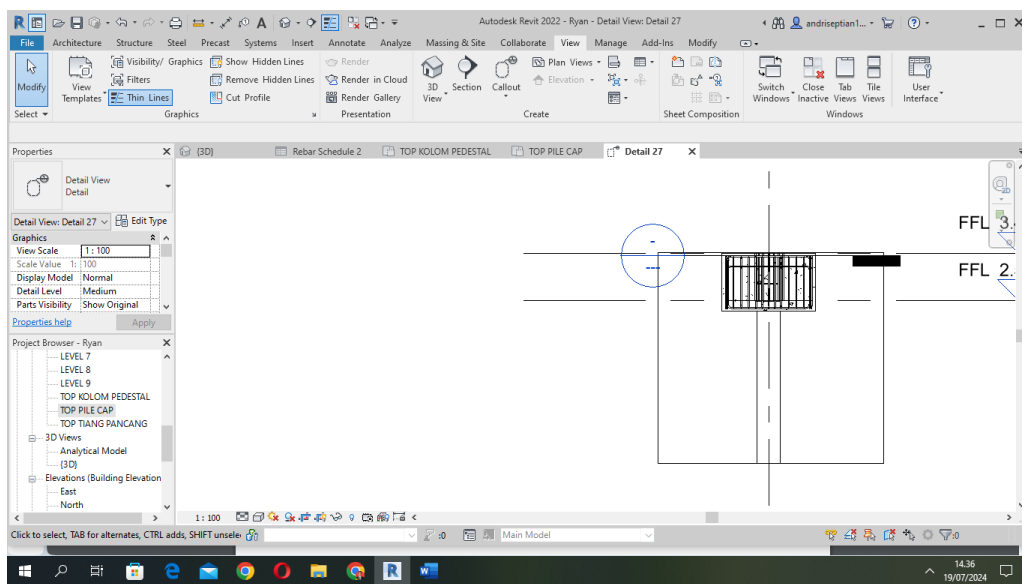 Autodesk Revit 2022 - Ryan - Detail View: Detail 27
andriseptian1...
File Architecture Structure Steel Precast Systems Insert Annotate Analyze Massing & Site Collaborate View Manage Add-Ins Modify
Modify
View Templates
Visibility/ Graphics
Filters
Thin Lines
Show Hidden Lines
Remove Hidden Lines
Cut Profile
Render
Render in Cloud
Render Gallery
3D View
Section
Callout
Plan Views
Elevation
Switch Windows
Close Inactive
Tab Views
Tile Views
User Interface
Select
Graphics
Presentation
Create
Sheet Composition
Windows
Properties
{3D}
Rebar Schedule 2
TOP KOLOM PEDESTAL
TOP PILE CAP
Detail 27
Detail View
Detail
Detail View: Detail 27
Edit Type
Graphics
View Scale 1 : 100
Scale Value 1: 100
Display Model Normal
Detail Level Medium
Parts Visibility Show Original
Properties help
Apply
Project Browser - Ryan
LEVEL 7
LEVEL 8
LEVEL 9
TOP KOLOM PEDESTAL
TOP PILE CAP
TOP TIANG PANCANG
3D Views
Analytical Model
{3D}
Elevations (Building Elevation
East
North
FFL 3.
FFL 2.
2D
1 : 100
Click to select, TAB for alternates, CTRL adds, SHIFT unsele
:0
Main Model
:0
14.36
19/07/2024